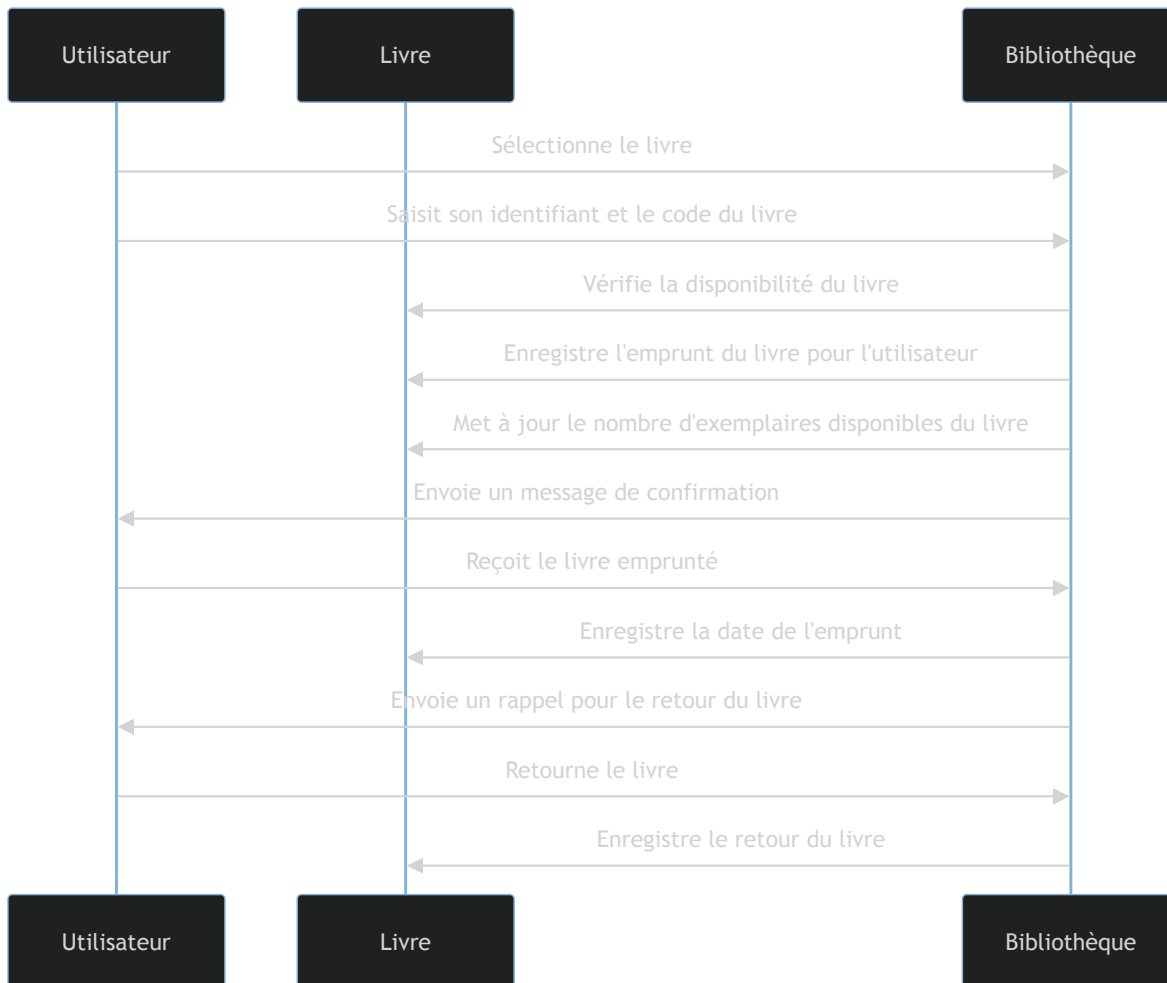 Utilisateur
Livre
Bibliothèque
Sélectionne le livre
Saisit son identifiant et le code du livre
Vérifie la disponibilité du livre
Enregistre l'emprunt du livre pour l'utilisateur
Met à jour le nombre d'exemplaires disponibles du livre
Envoie un message de confirmation
Reçoit le livre emprunté
Enregistre la date de l'emprunt
Envoie un rappel pour le retour du livre
Retourne le livre
Enregistre le retour du livre
Utilisateur
Livre
Bibliothèque